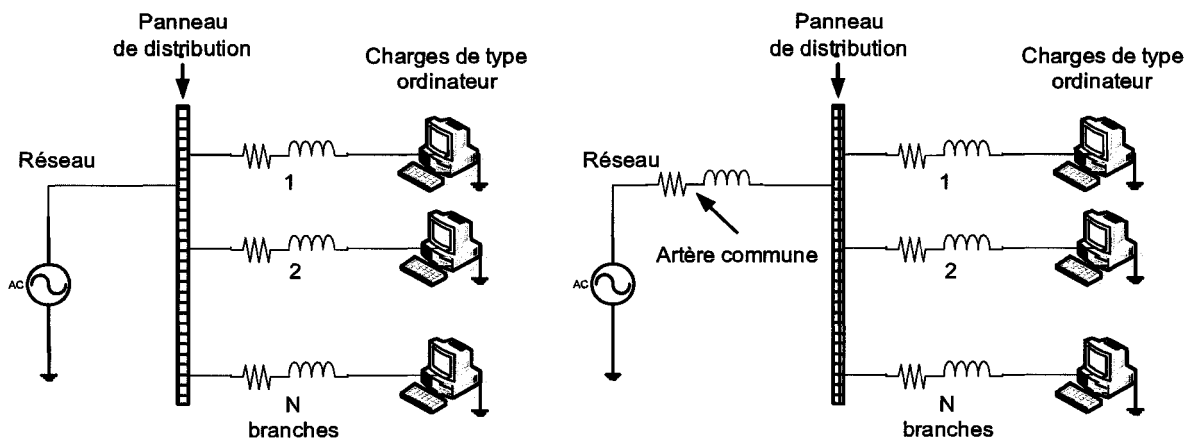 Panneau
de distribution
Charges de type
ordinateur
Réseau
AC
1
2
N
branches
Panneau
de distribution
Charges de type
ordinateur
Réseau
Artère commune
AC
1
2
N
branches